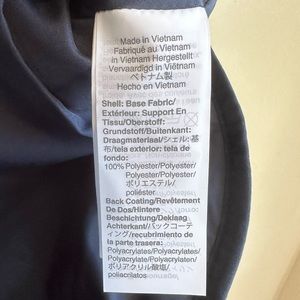 Made in Vietnam
Fabriqué au Vietnam
in Vietnam Hergestellt
Vervaardigd in Viêtnam
ベトナム製
Hecho en Vietnam
Shell: Base Fabric/
Extérieur: Support En
Tissu/Oberstoff:
Grundstoff/Buitenkant:
Draagmateriaal/シェル:基
布/tela exterior: tela de
fondo:
100% Polyester/Polyester/
Polyester/Polyester/
ポリエステル/
poliéster
Back Coating/Revêtement
De Dos/Hintere
Beschichtung/Deklaag
Achterkant/バックコーティ
ング/recubrimiento de
la parte trasera:
Polyacrylates/Polyacrylates/
Polyacrylate/Polyacrylaten/
ポリアクリル酸塩/
Poliacrilatos